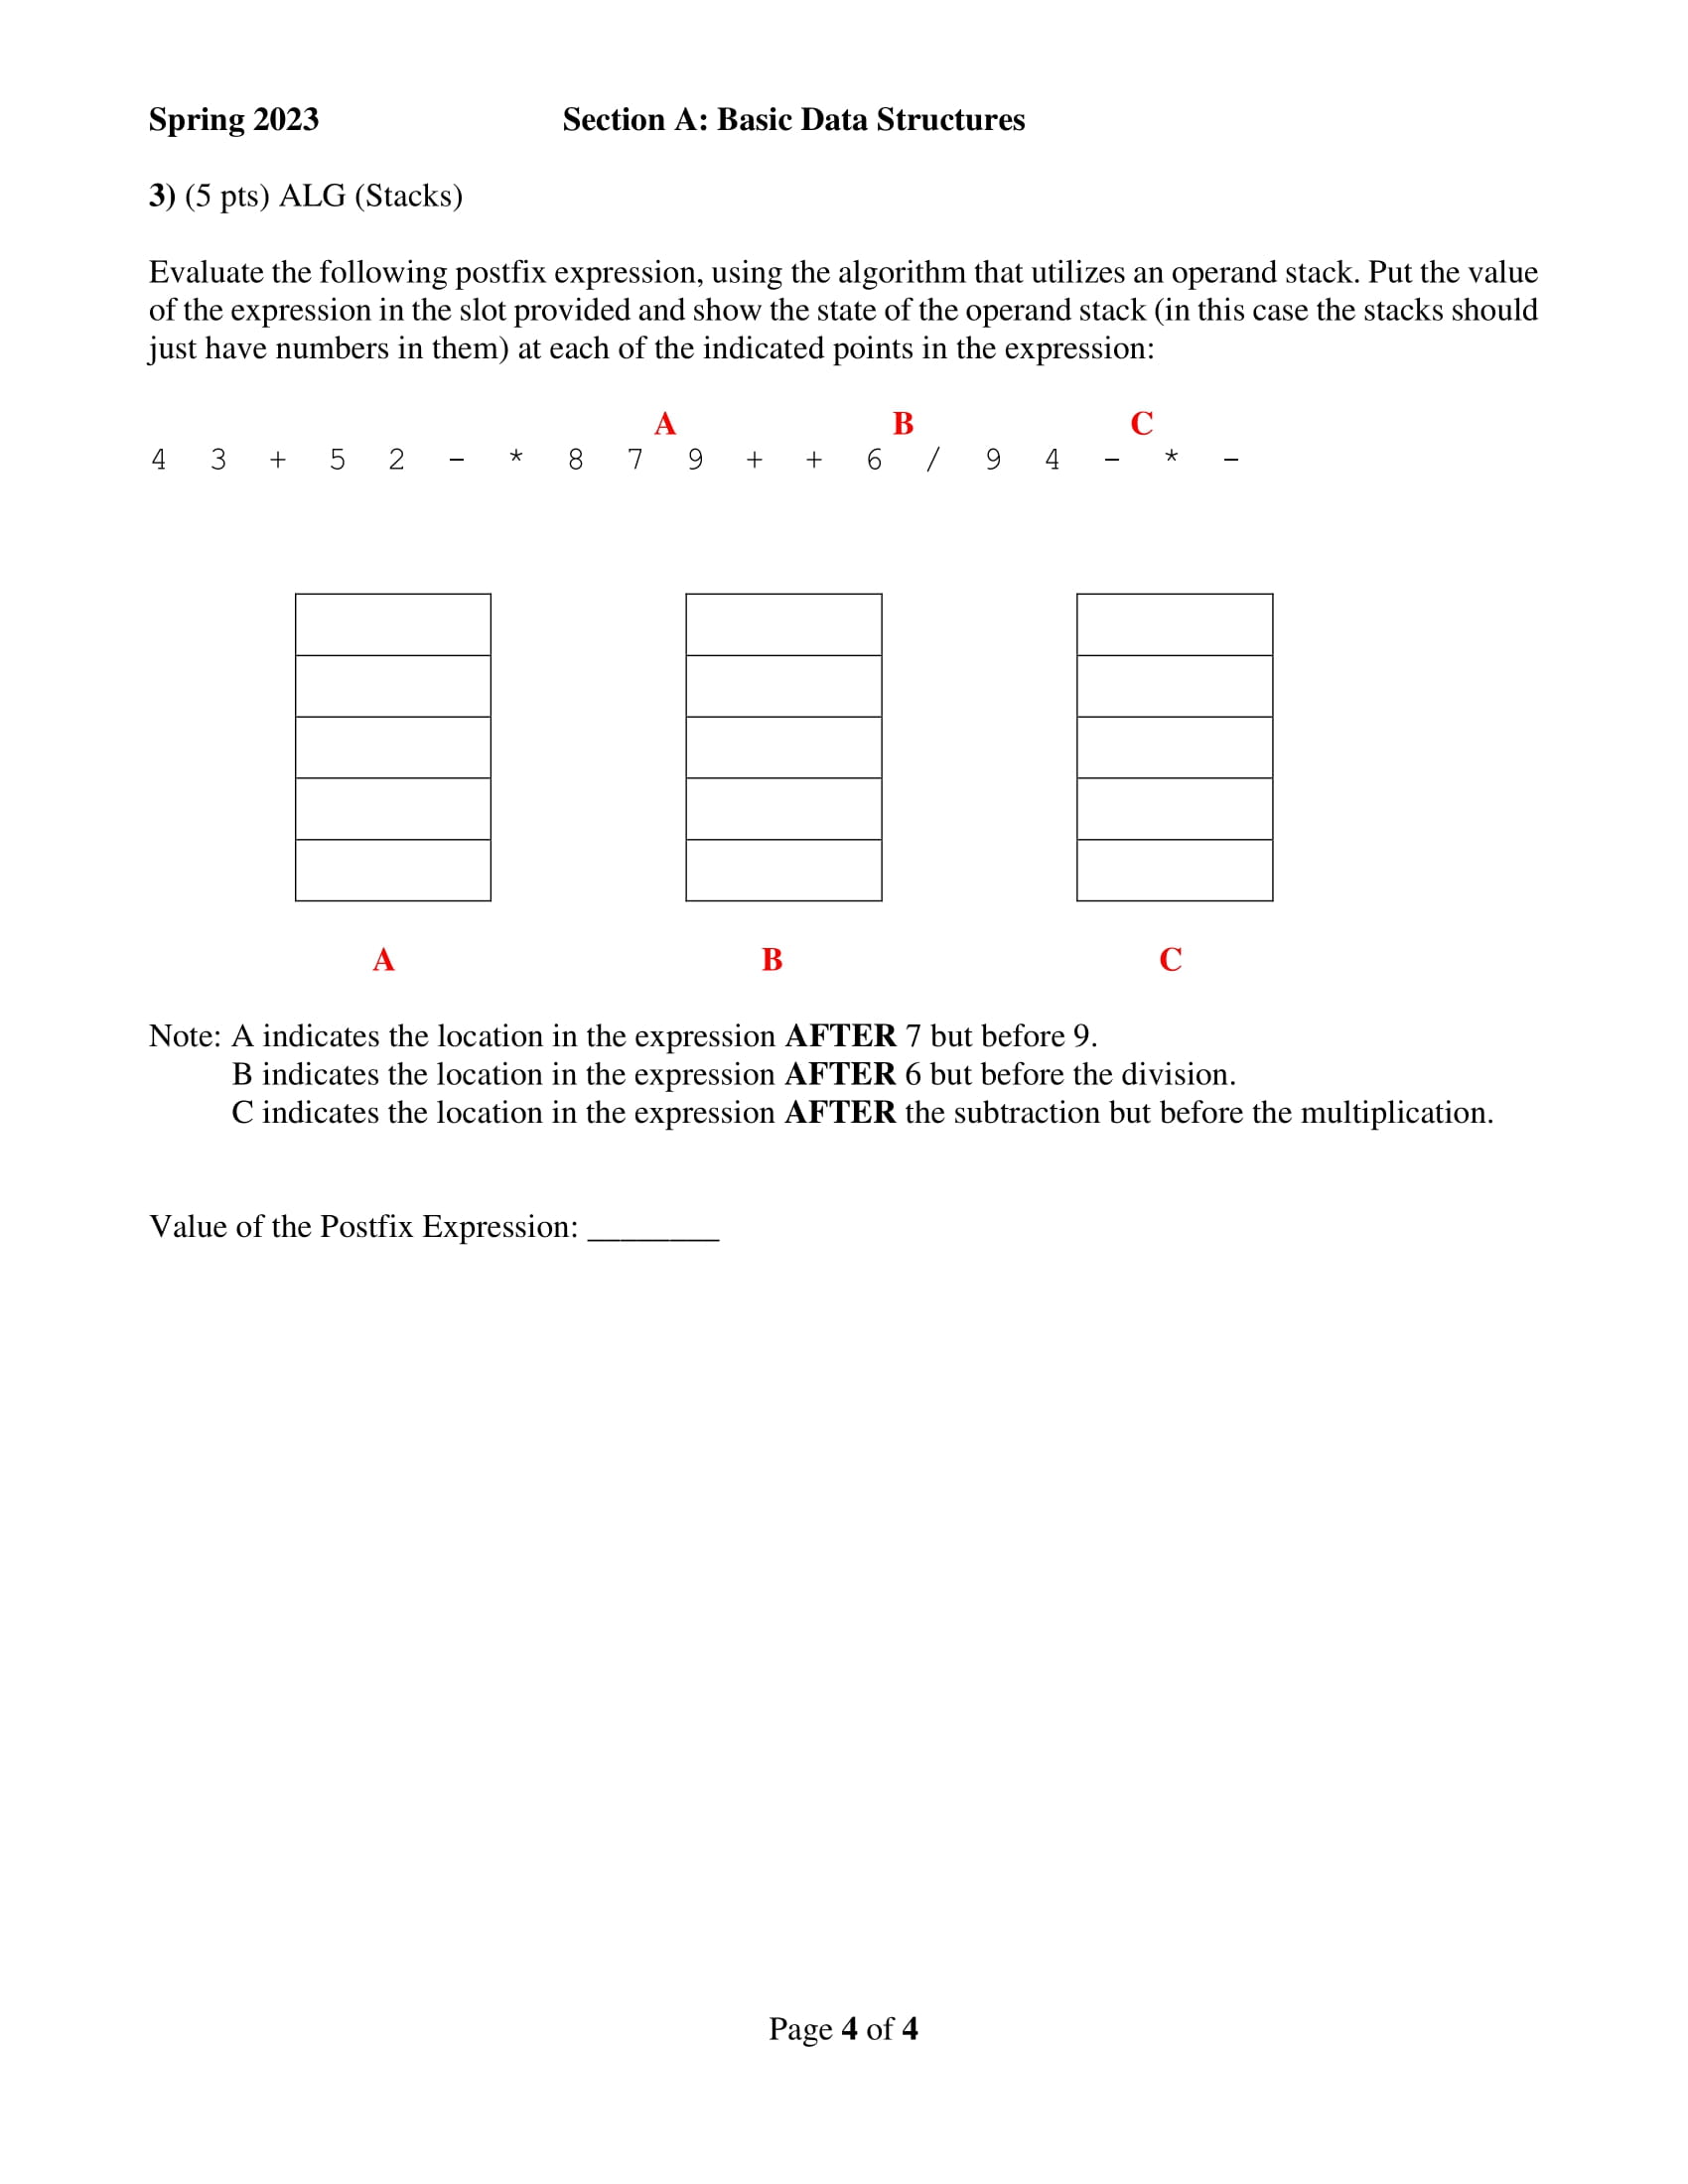 Spring 2023 Section A: Basic Data Structures
3) (5 pts) ALG (Stacks)
Evaluate the following postfix expression, using the algorithm that utilizes an operand stack. Put the value
of the expression in the slot provided and show the state of the operand stack (in this case the stacks should
just have numbers in them) at each of the indicated points in the expression:
A B C
4 3 + 5 2 - * 8 7 9 + + 6 / 9 4 - * -
A B C
Note: A indicates the location in the expression AFTER 7 but before 9.
B indicates the location in the expression AFTER 6 but before the division.
C indicates the location in the expression AFTER the subtraction but before the multiplication.
Value of the Postfix Expression: ________
Page 4 of 4